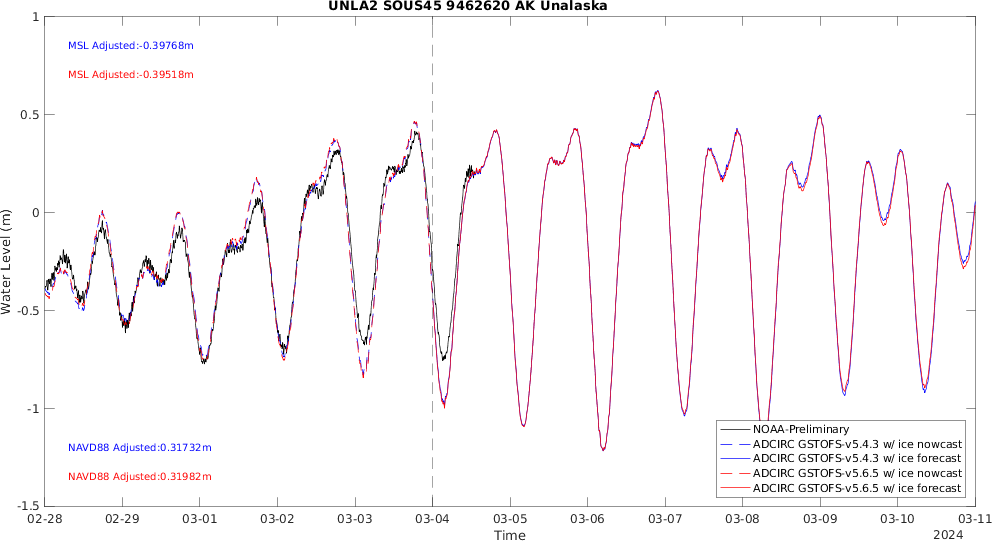 UNLA2 SOUS45 9462620 AK Unalaska
MSL Adjusted:-0.39768m
MSL Adjusted:-0.39518m
NAVD88 Adjusted:0.31732m
NAVD88 Adjusted:0.31982m
Water Level (m)
1
0.5
0
-0.5
-1
-1.5
NOAA-Preliminary
ADCIRC GSTOFS-v5.4.3 w/ ice nowcast
ADCIRC GSTOFS-v5.4.3 w/ ice forecast
ADCIRC GSTOFS-v5.6.5 w/ ice nowcast
ADCIRC GSTOFS-v5.6.5 w/ ice forecast
02-28 02-29 03-01 03-02 03-03 03-04 03-05 03-06 03-07 03-08 03-09 03-10 03-11
Time
2024